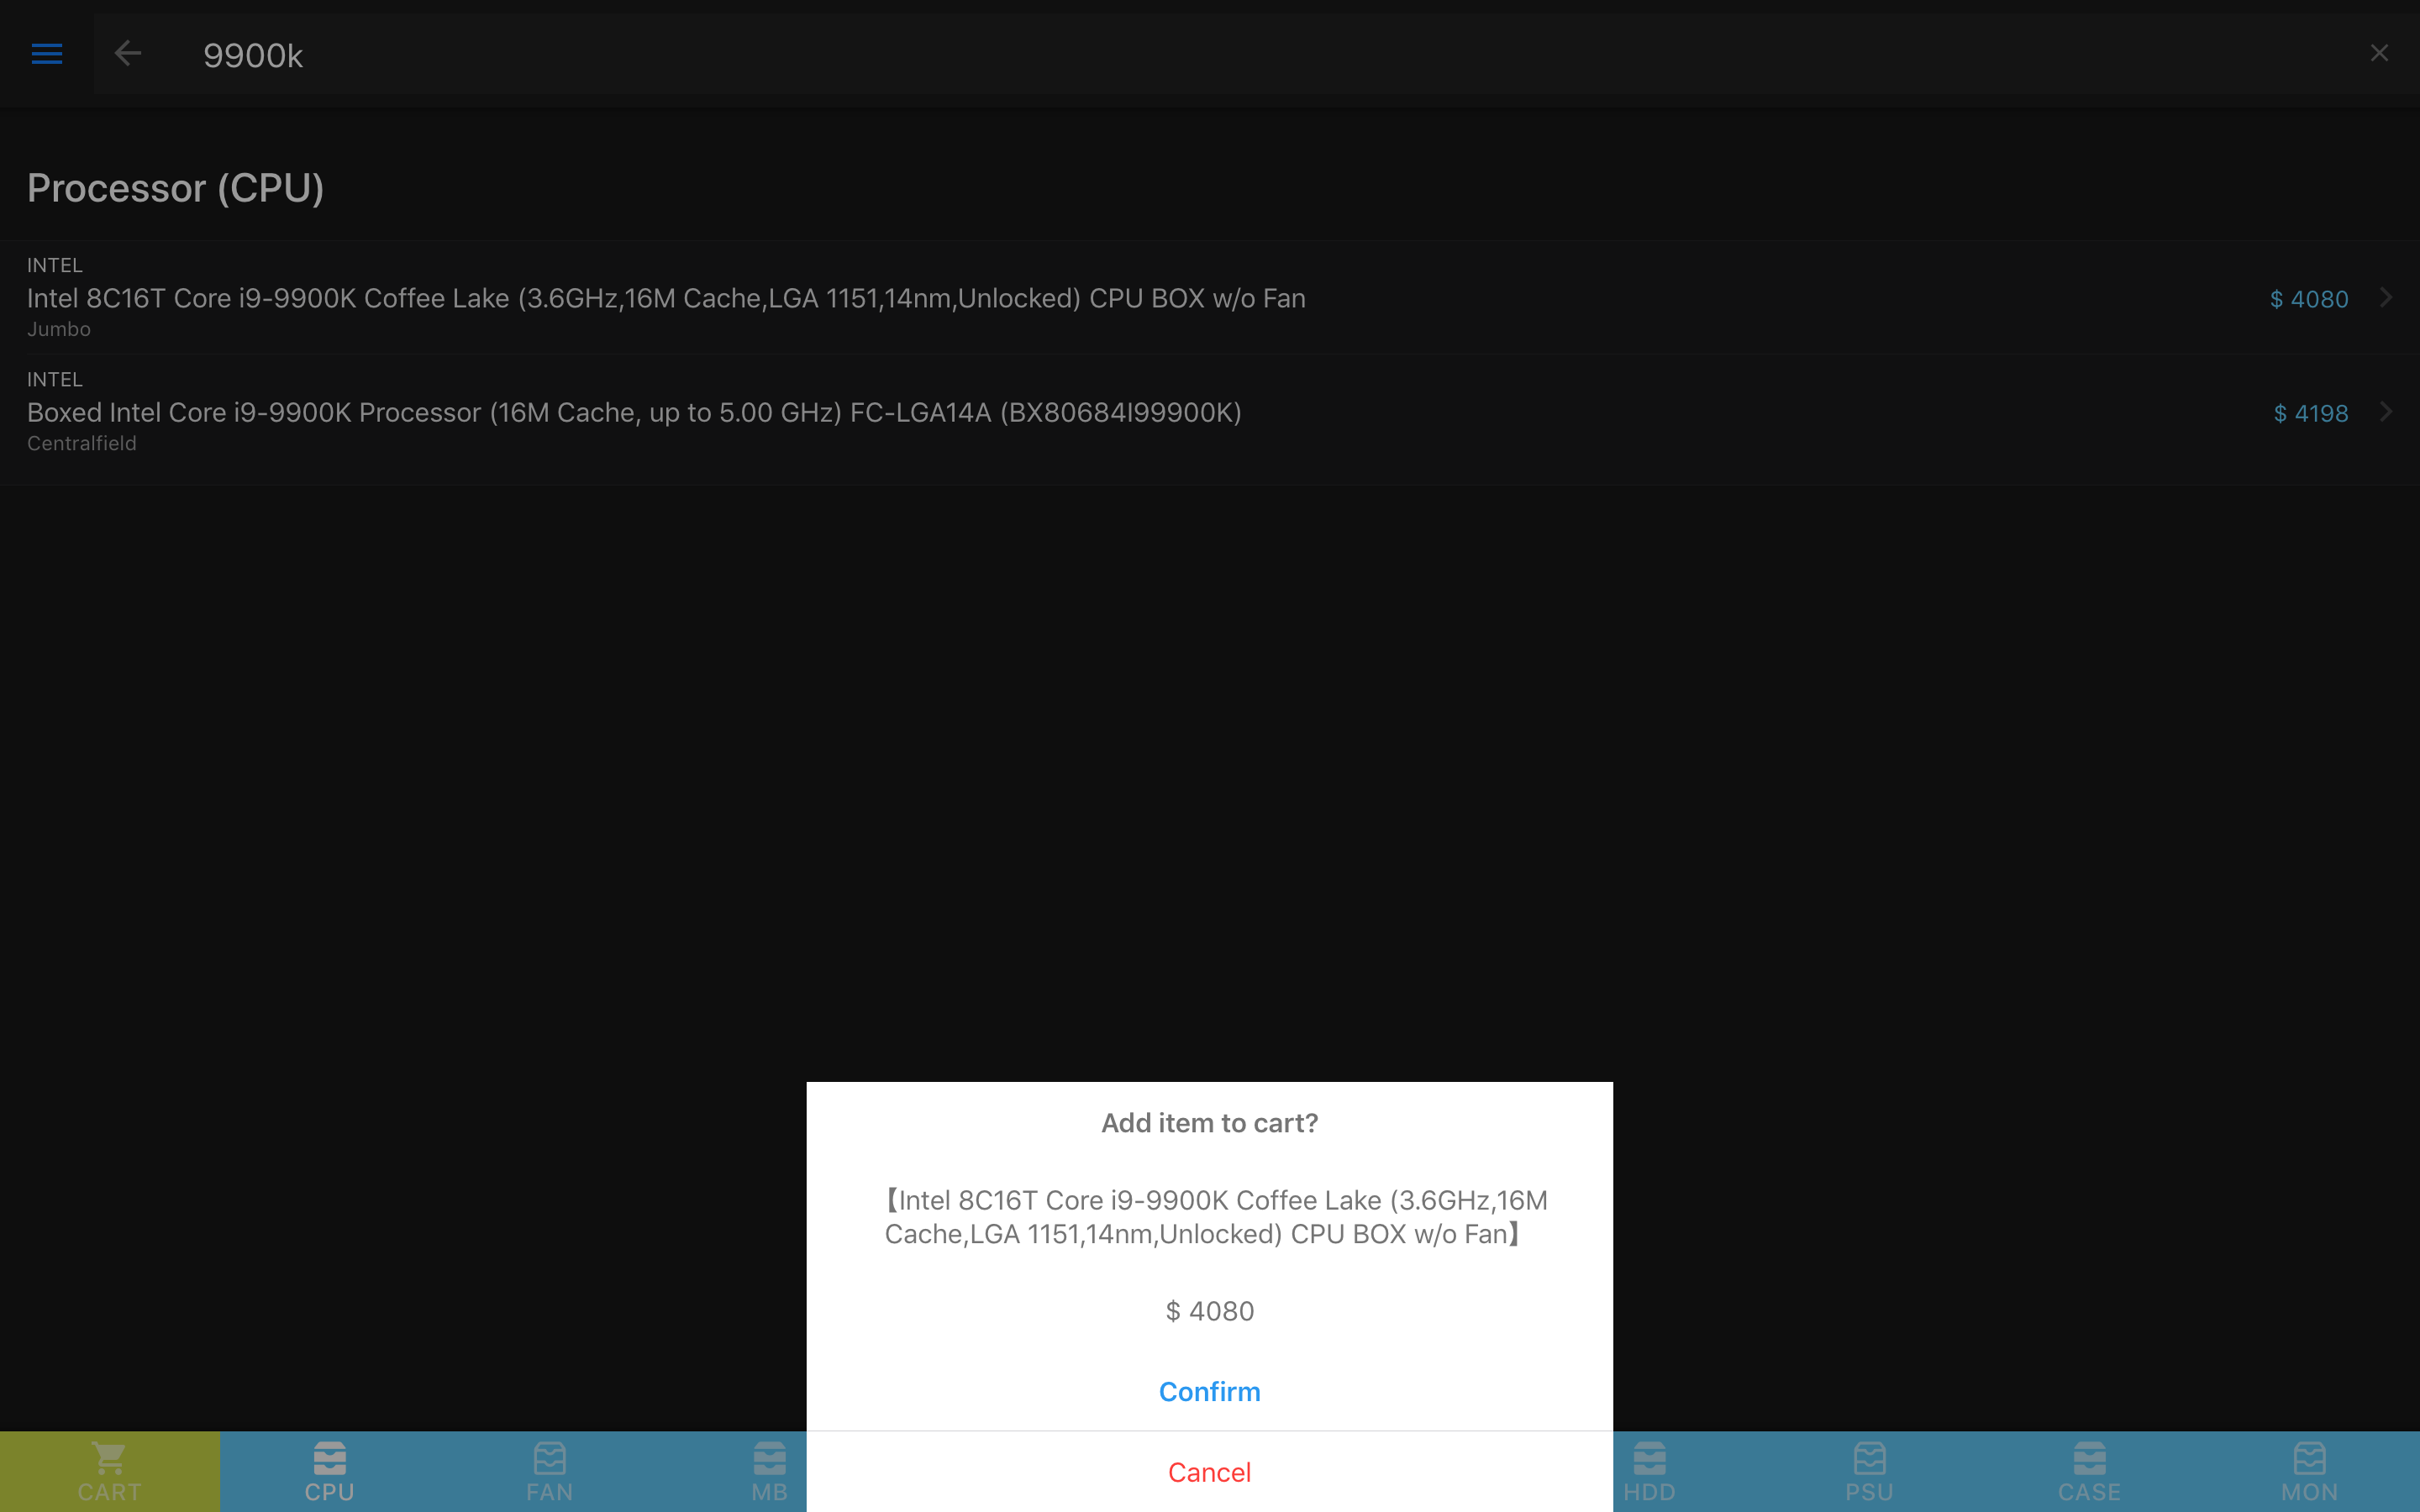 9900k
Processor (CPU)
INTEL
Intel 8C16T Core i9-9900K Coffee Lake (3.6GHz,16M Cache,LGA 1151,14nm,Unlocked) CPU BOX w/o Fan
$ 4080
Jumbo
INTEL
Boxed Intel Core i9-9900K Processor (16M Cache, up to 5.00 GHz) FC-LGA14A (BX80684I99900K)
$ 4198
Centralfield
Add item to cart?
【Intel 8C16T Core i9-9900K Coffee Lake (3.6GHz,16M
Cache,LGA 1151,14nm,Unlocked) CPU BOX w/o Fan】
$ 4080
Confirm
Cancel
CART
CPU
FAN
MB
HDD
PSU
CASE
MON